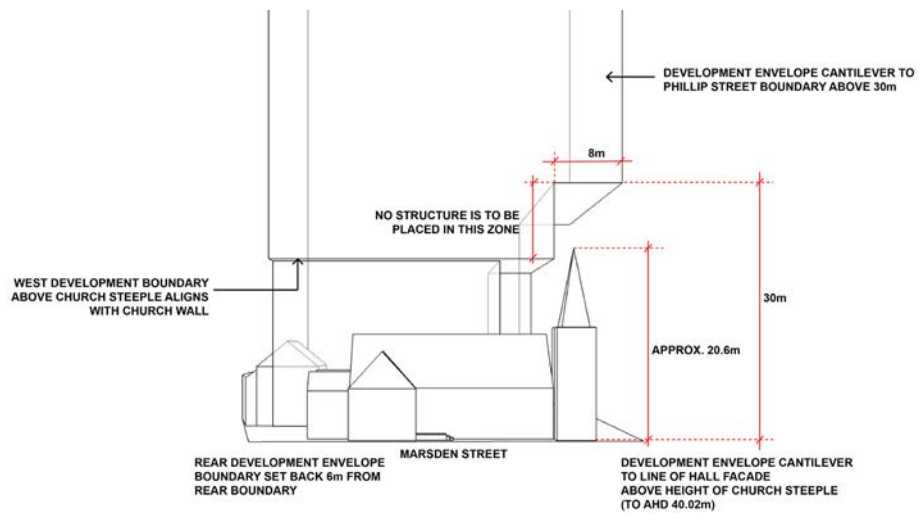 DEVELOPMENT ENVELOPE CANTILEVER TO
PHILLIP STREET BOUNDARY ABOVE 30m
8m
NO STRUCTURE IS TO BE
PLACED IN THIS ZONE
WEST DEVELOPMENT BOUNDARY
ABOVE CHURCH STEEPLE ALIGNS
WITH CHURCH WALL
30m
APPROX. 20.6m
MARSDEN STREET
REAR DEVELOPMENT ENVELOPE
BOUNDARY SET BACK 6m FROM
REAR BOUNDARY
DEVELOPMENT ENVELOPE CANTILEVER
TO LINE OF HALL FACADE
ABOVE HEIGHT OF CHURCH STEEPLE
(TO AHD 40.02m)